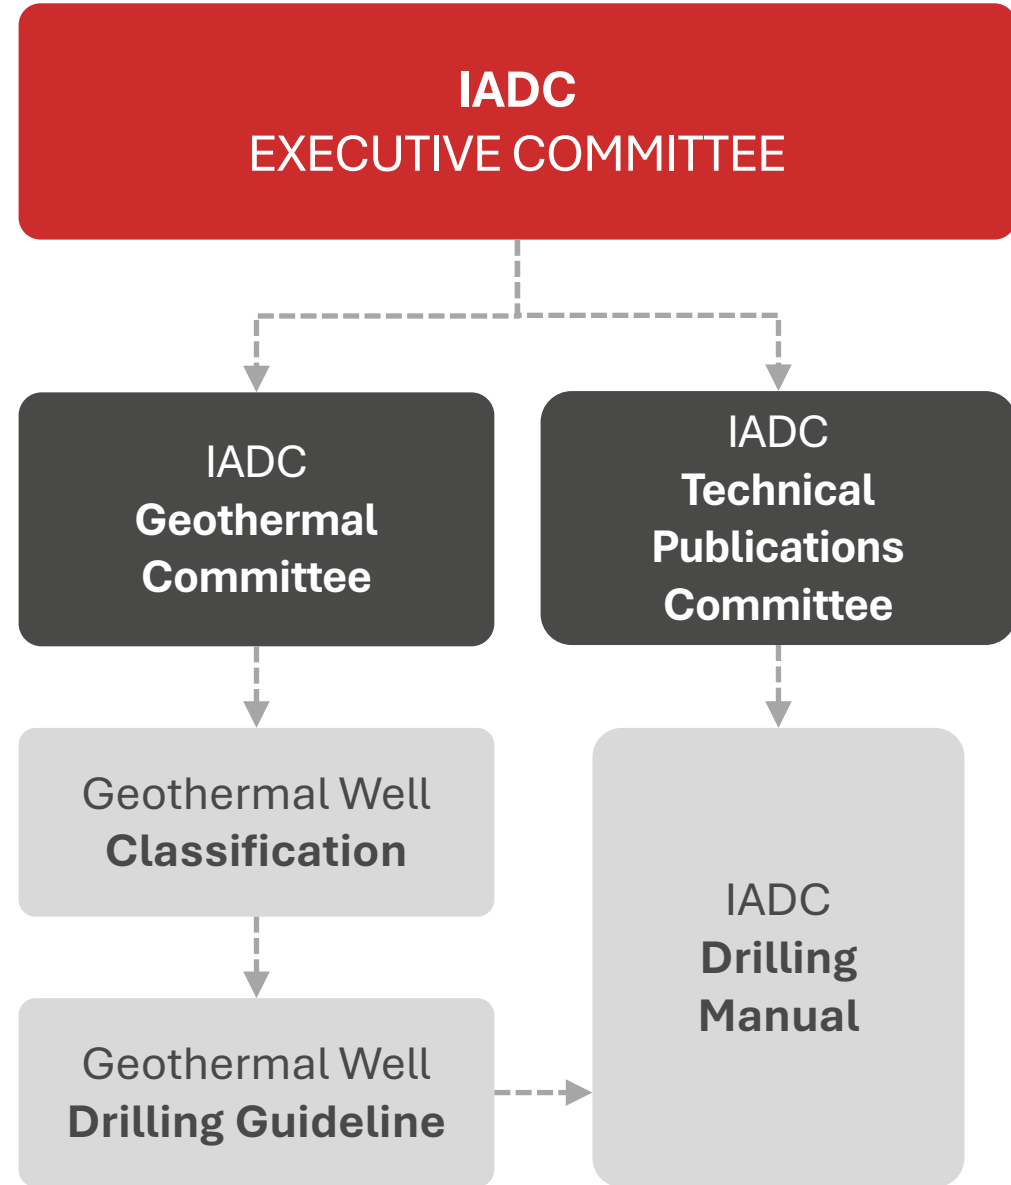 IADC
EXECUTIVE COMMITTEE
IADC
Geothermal
Committee
IADC
Technical
Publications
Committee
Geothermal Well
Classification
Geothermal Well
Drilling Guideline
IADC
Drilling
Manual